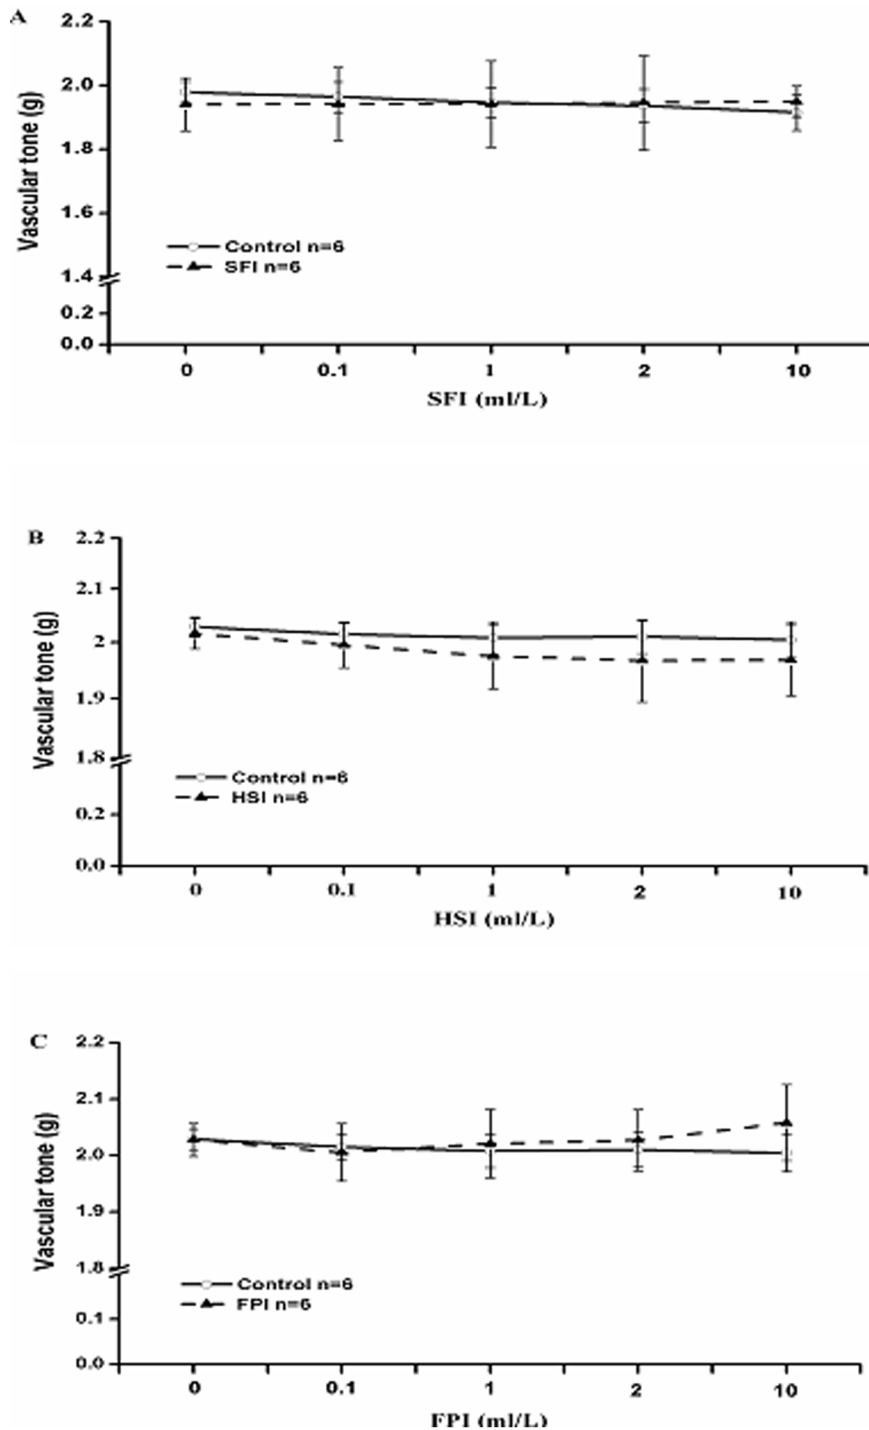 A
2.2
2.0
1.8
1.6
1.4
0.2
0.0
Vascular tone (g)
Control n=6
SFI n=6
0 0.1 1 2 10
SFI (ml/L)
B
2.2
2.1
2
1.9
1.8
0.2
0.0
Vascular tone (g)
Control n=6
HSI n=6
0 0.1 1 2 10
HSI (ml/L)
C
2.2
2.1
2.0
1.9
1.8
0.1
0.0
Vascular tone (g)
Control n=6
FPI n=6
0 0.1 1 2 10
FPI (ml/L)